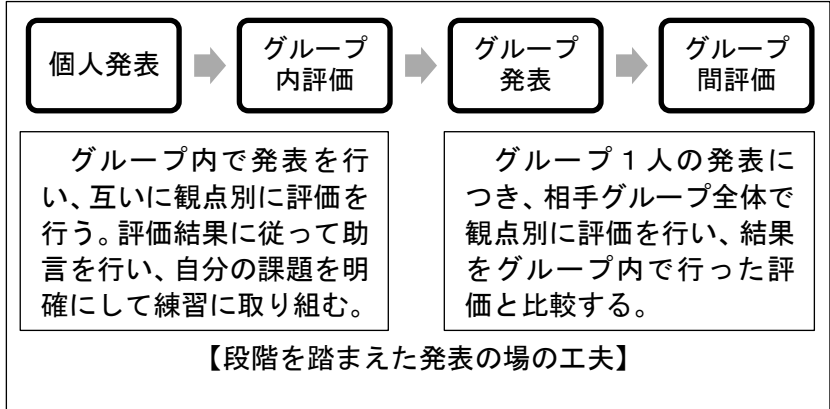 個人発表
グループ
内評価
グループ
発表
グループ
間評価
グループ内で発表を行
い、互いに観点別に評価を
行う。評価結果に従って助
言を行い、自分の課題を明
確にして練習に取り組む。
グループ1人の発表に
つき、相手グループ全体で
観点別に評価を行い、結果
をグループ内で行った評
価と比較する。
【段階を踏まえた発表の場の工夫】